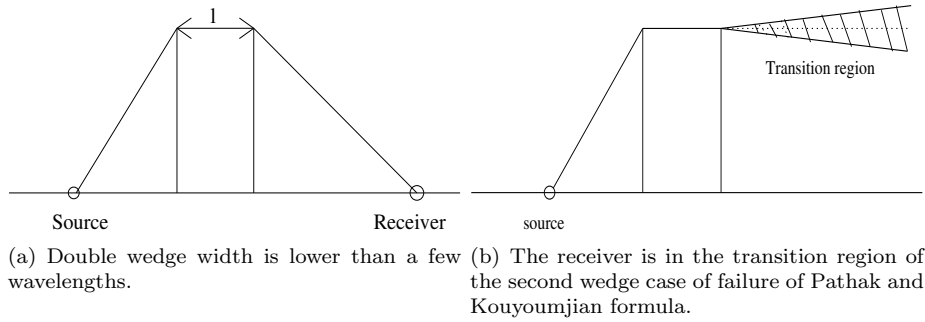 l
Source
Receiver
(a) Double wedge width is lower than a few
wavelengths.
Transition region
source
(b) The receiver is in the transition region of
the second wedge case of failure of Pathak and
Kouyoumjian formula.